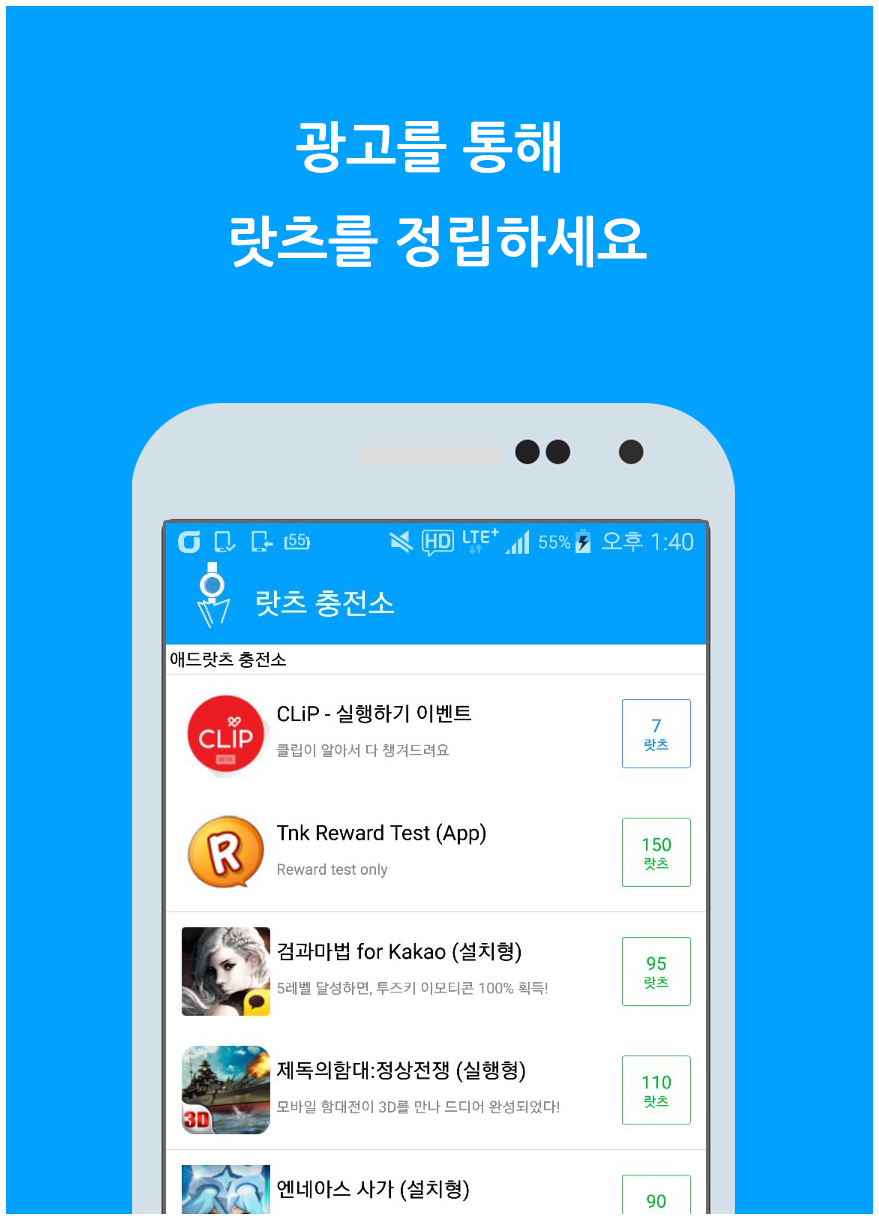 광고를 통해
랏츠를 정립하세요
55
HD LTE+ 55% 오후 1:40
랏츠 충전소
애드랏츠 충전소
CLiP - 실행하기 이벤트
클립이 알아서 다 챙겨드려요
7
랏츠
CLiP
BETA
Tnk Reward Test (App)
Reward test only
150
랏츠
R
검과마법 for Kakao (설치형)
5레벨 달성하면, 투즈키 이모티콘 100% 획득!
95
랏츠
제독의함대:정상전쟁 (실행형)
모바일 함대전이 3D를 만나 드디어 완성되었다!
110
랏츠
3D
엔네아스 사가 (설치형)
90